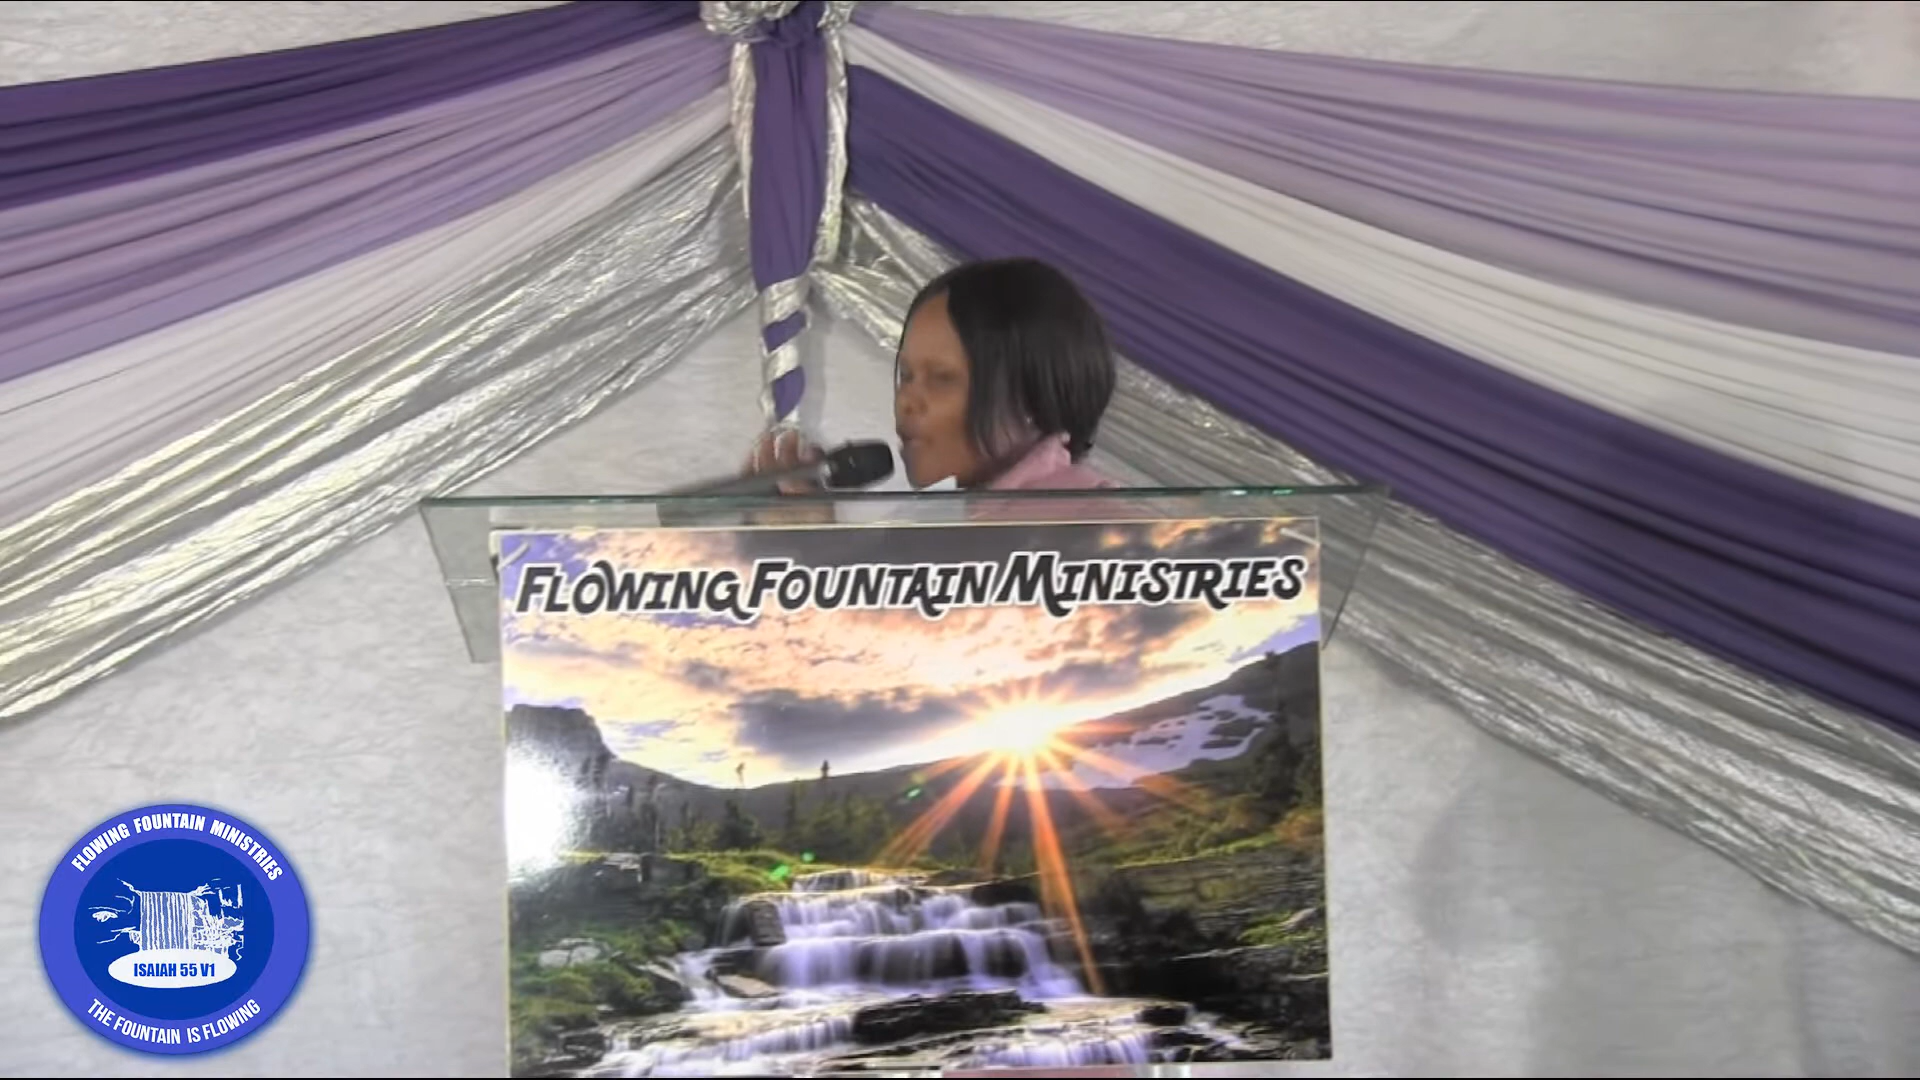 FLOWING FOUNTAIN MINISTRIES
FLOWING FOUNTAIN MINISTRIES
ISAIAH 55 V1
THE FOUNTAIN IS FLOWING